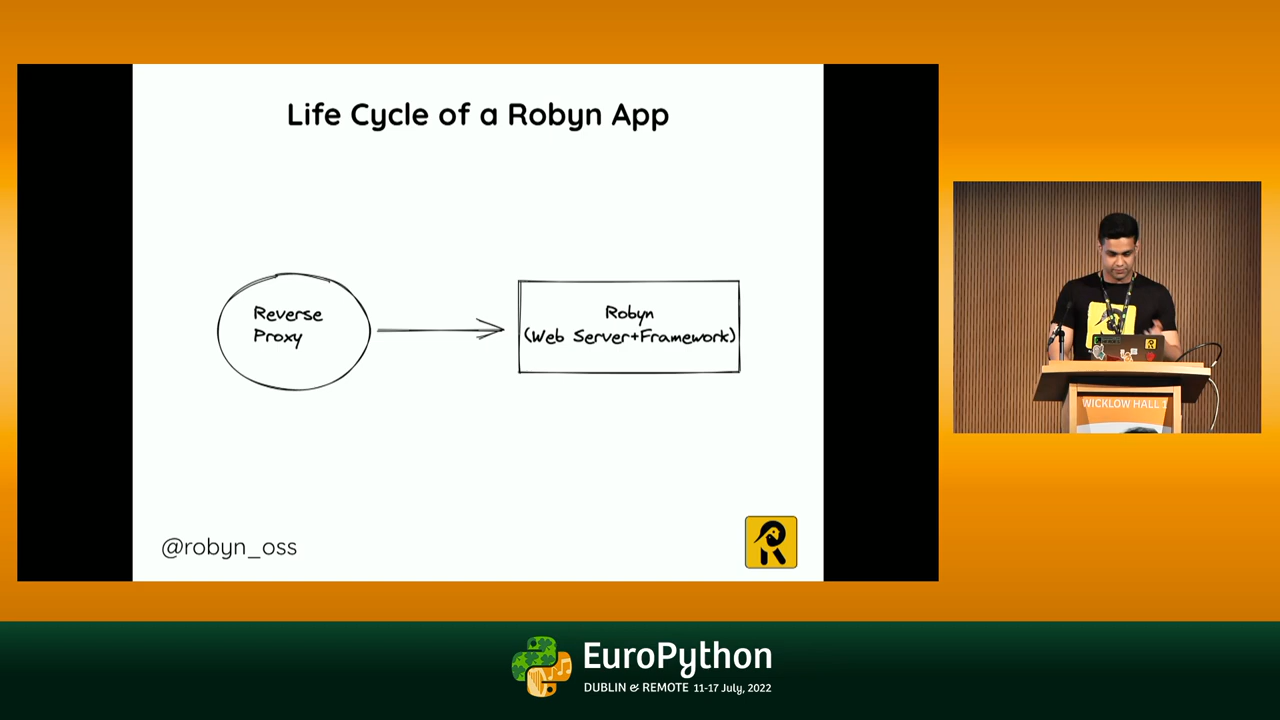 Life Cycle of a Robyn App
Reverse
Proxy
Robyn
(Web Server+Framework)
@robyn_oss
R
WICKLOW HALL 1
EuroPython
DUBLIN & REMOTE 11-17 July, 2022